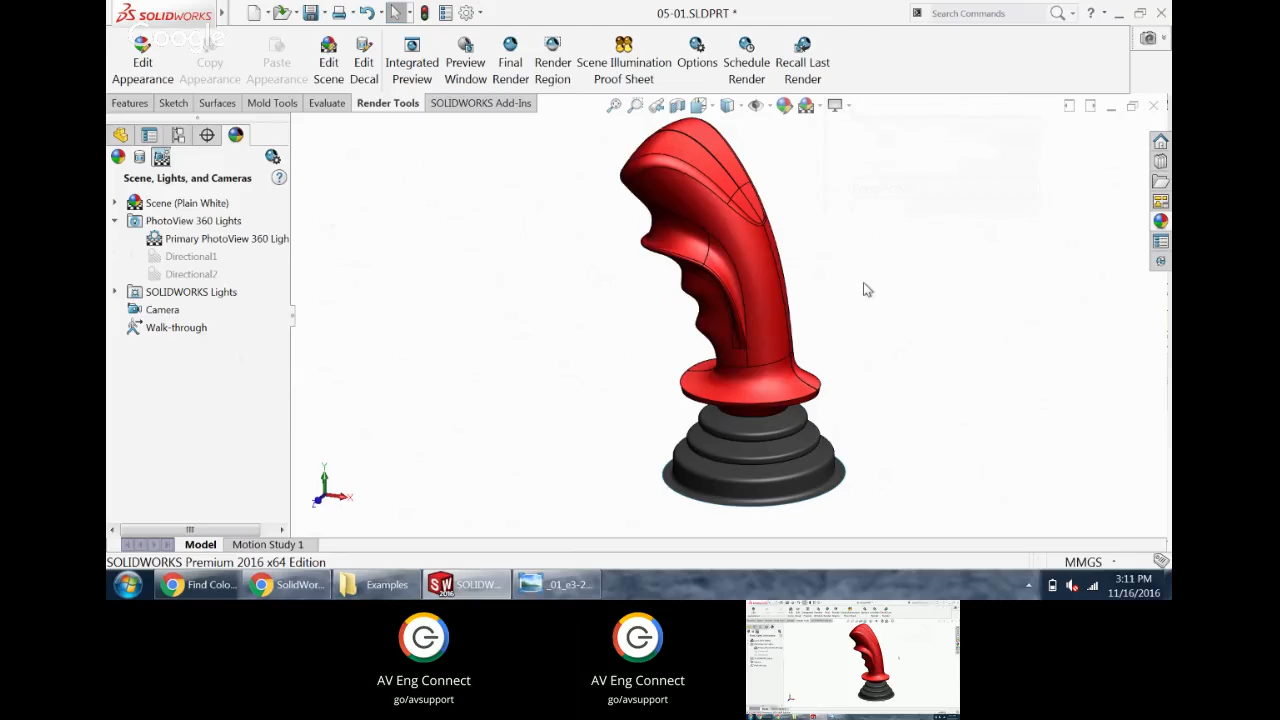 SOLIDWORKS
05-01.SLDPRT *
Search Commands
?
Google
Edit Appearance
Copy Appearance
Paste Appearance
Edit Scene
Edit Decal
Integrated Preview
Preview Window
Final Render
Render Region
Scene Illumination Proof Sheet
Options
Schedule Render
Recall Last Render
Features
Sketch
Surfaces
Mold Tools
Evaluate
Render Tools
SOLIDWORKS Add-Ins
Scene, Lights, and Cameras
?
Scene (Plain White)
PhotoView 360 Lights
Primary PhotoView 360 Ligh
Directional1
Directional2
SOLIDWORKS Lights
Camera
Walk-through
Y
X
Z
Model
Motion Study 1
SOLIDWORKS Premium 2016 x64 Edition
MMGS
Find Colo...
SolidWor...
Examples
SW
2016
SOLIDW...
_01_e3-2...
3:11 PM
11/16/2016
AV Eng Connect
go/avsupport
AV Eng Connect
go/avsupport